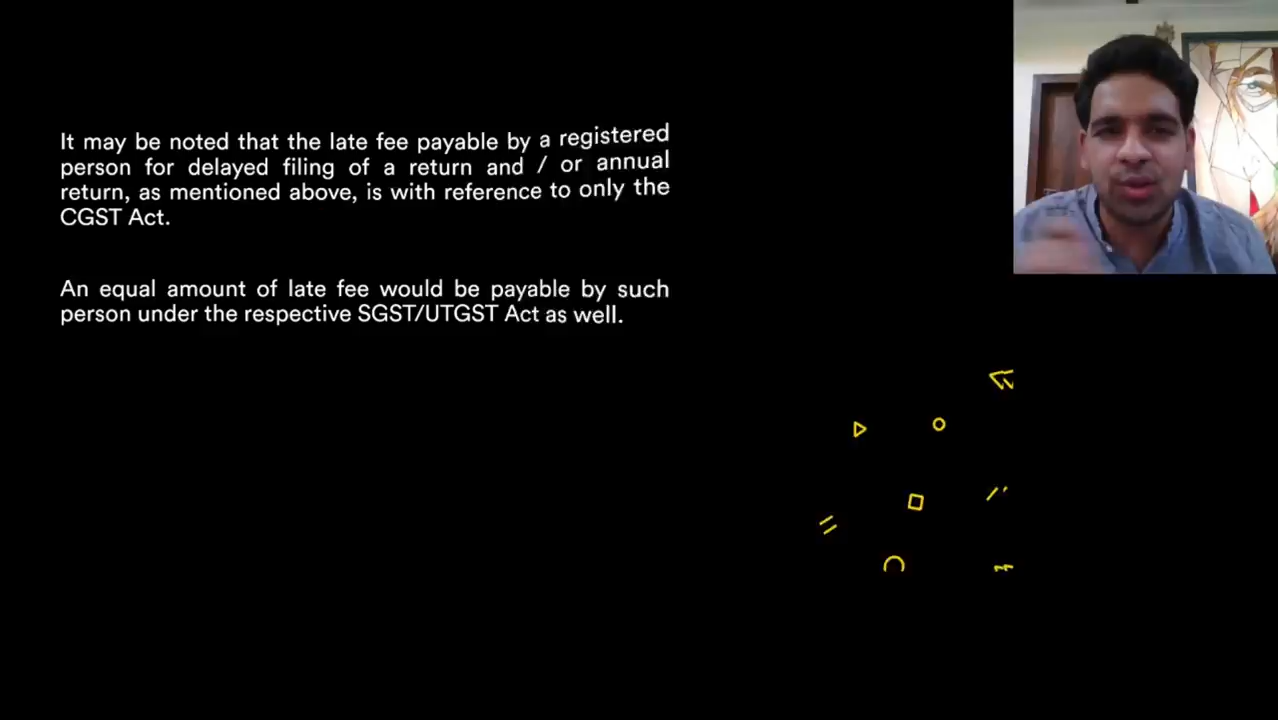 It may be noted that the late fee payable by a registered
person for delayed filing of a return and / or annual
return, as mentioned above, is with reference to only the
CGST Act.
An equal amount of late fee would be payable by such
person under the respective SGST/UTGST Act as well.